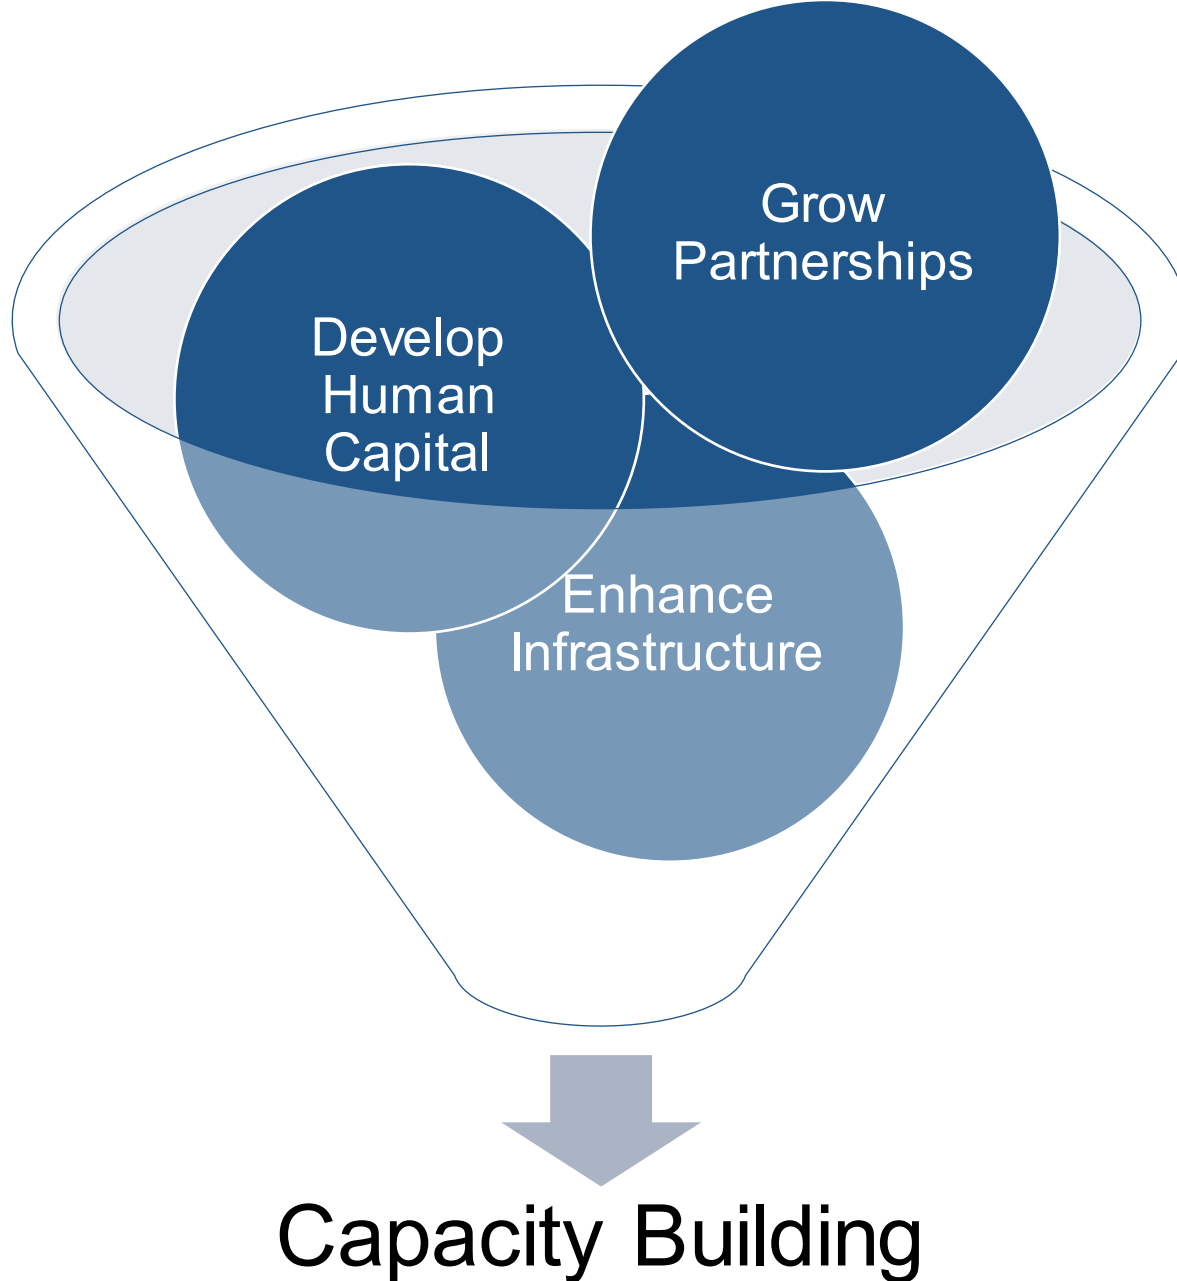 Grow
Partnerships
Develop
Human
Capital
Enhance
Infrastructure
Capacity Building